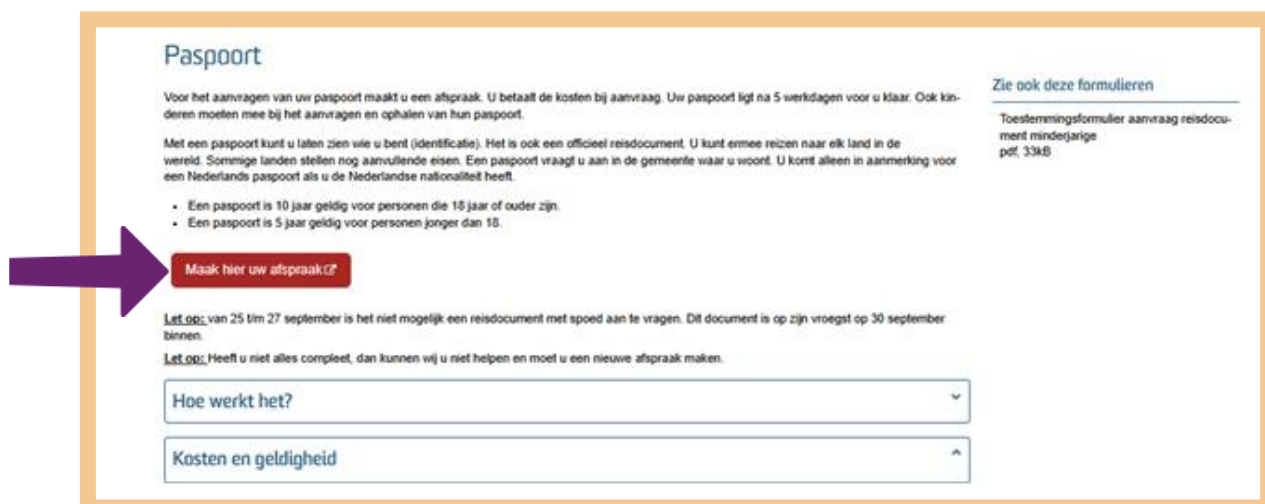 Paspoort
Voor het aanvragen van uw paspoort maakt u een afspraak. U betaalt de kosten bij aanvraag. Uw paspoort ligt na 5 werkdagen voor u klaar. Ook kin-
deren moeten mee bij het aanvragen en ophalen van hun paspoort.
Met een paspoort kunt u laten zien wie u bent (identificatie). Het is ook een officieel reisdocument. U kunt ermee reizen naar elk land in de
wereld. Sommige landen stellen nog aanvullende eisen. Een paspoort vraagt u aan in de gemeente waar u woont. U komt alleen in aanmerking voor
een Nederlands paspoort als u de Nederlandse nationaliteit heeft.
• Een paspoort is 10 jaar geldig voor personen die 18 jaar of ouder zijn.
• Een paspoort is 5 jaar geldig voor personen jonger dan 18.
Maak hier uw afspraak
Let op: van 25 t/m 27 september is het niet mogelijk een reisdocument met spoed aan te vragen. Dit document is op zijn vroegst op 30 september
binnen.
Let op: Heeft u niet alles compleet, dan kunnen wij u niet helpen en moet u een nieuwe afspraak maken.
Hoe werkt het?
Kosten en geldigheid
Zie ook deze formulieren
Toestemmingsformulier aanvraag reisdocu-
ment minderjarige
pdf, 33kB